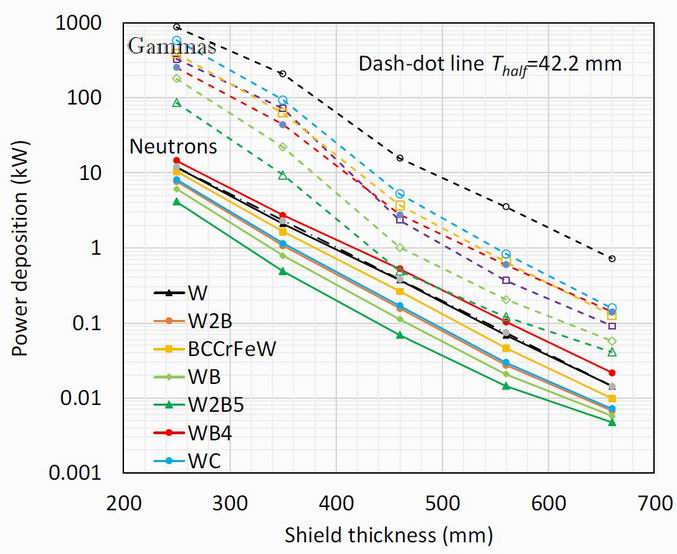 1000
Gammas
Dash-dot line Thalf=42.2 mm
100
Neutrons
10
1
0.1
0.01
0.001
Power deposition (kW)
W
W2B
BCCrFeW
WB
W2B5
WB4
WC
200 300 400 500 600 700
Shield thickness (mm)